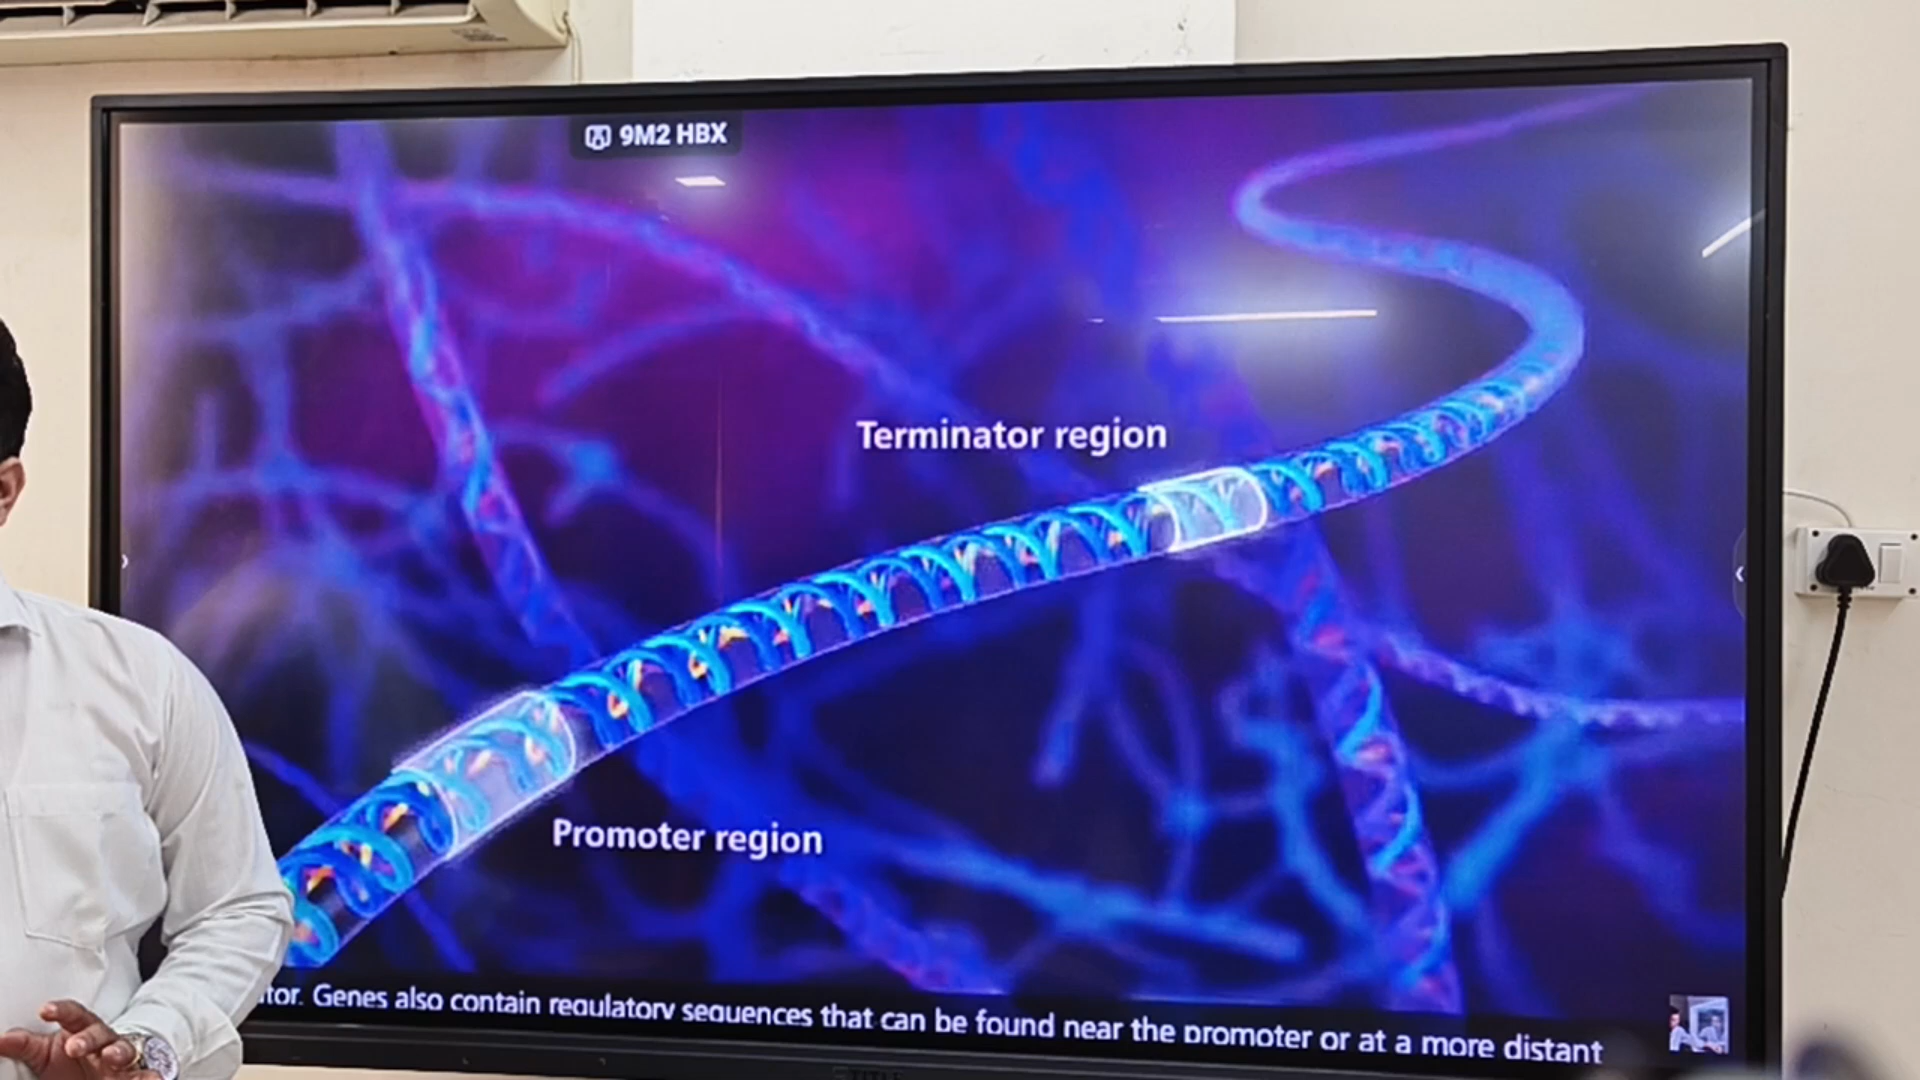 9M2 HBX
Terminator region
Promoter region
tor. Genes also contain regulatory sequences that can be found near the promoter or at a more distant